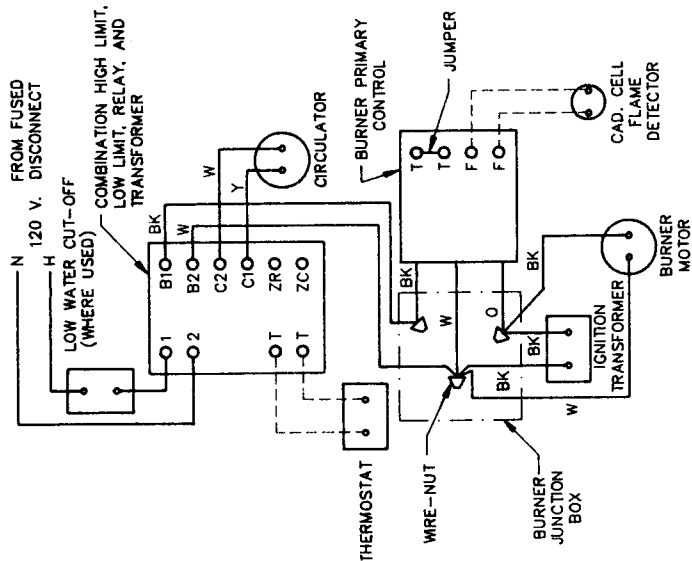 FROM FUSED
120 V. DISCONNECT
N
H
LOW WATER CUT-OFF
(WHERE USED)
COMBINATION HIGH LIMIT,
LOW LIMIT, RELAY, AND
TRANSFORMER
1
2
T
T
B1
B2
C2
C1
ZR
ZC
BK
W
W
Y
CIRCULATOR
THERMOSTAT
BURNER PRIMARY
CONTROL
JUMPER
T
T
F
F
CAD. CELL
FLAME
DETECTOR
BK
W
O
WIRE-NUT
BURNER
JUNCTION
BOX
BK
BK
BK
W
IGNITION
TRANSFORMER
BURNER
MOTOR